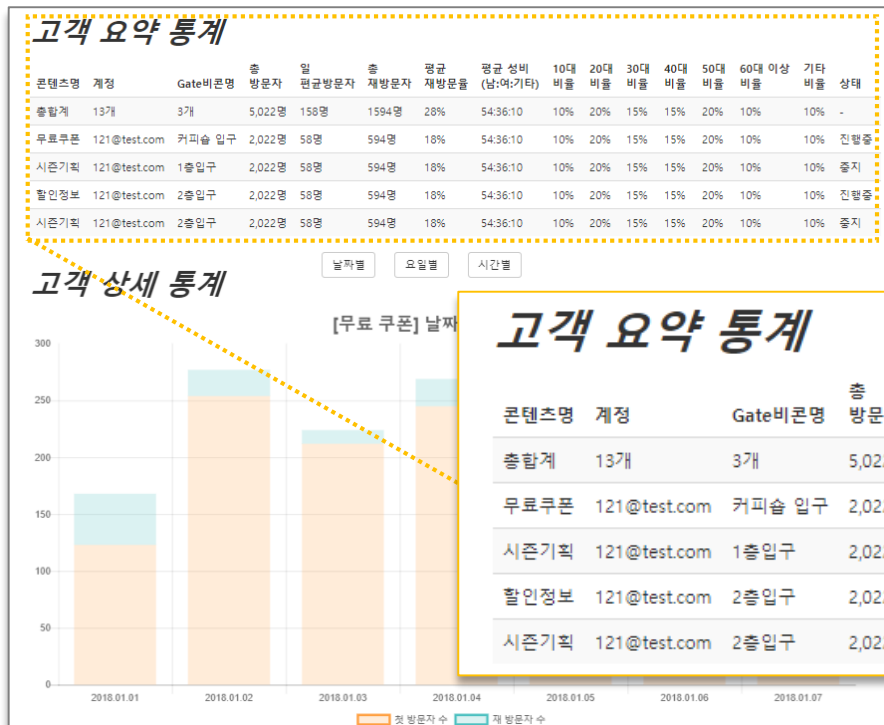 고객 요약 통계
콘텐츠명 계정 Gate비콘명 총 방문자 일 편균방문자 총 재방문자 평균 재방문율 평균 성비 (남:여:기타) 10대 비율 20대 비율 30대 비율 40대 비율 50대 비율 60대 이상 비율 기타 비율 상태
총합계 13개 3개 5,022명 158명 1594명 28% 54:36:10 10% 20% 15% 15% 20% 10% 10% -
무료쿠폰 121@test.com 커피숍 입구 2,022명 58명 594명 18% 54:36:10 10% 20% 15% 15% 20% 10% 10% 진행중
시즌기획 121@test.com 1층입구 2,022명 58명 594명 18% 54:36:10 10% 20% 15% 15% 20% 10% 10% 중지
할인정보 121@test.com 2층입구 2,022명 58명 594명 18% 54:36:10 10% 20% 15% 15% 20% 10% 10% 진행중
시즌기획 121@test.com 2층입구 2,022명 58명 594명 18% 54:36:10 10% 20% 15% 15% 20% 10% 10% 중지
날짜별 요일별 시간별
고객 상세 통계
[무료 쿠폰] 날짜
300
250
200
150
100
50
0
2018.01.01 2018.01.02 2018.01.03 2018.01.04 2018.01.05 2018.01.06 2018.01.07
첫 방문자 수 재 방문자 수
고객 요약 통계
콘텐츠명 계정 Gate비콘명 총 방문
총합계 13개 3개 5,02
무료쿠폰 121@test.com 커피숍 입구 2,02
시즌기획 121@test.com 1층입구 2,02
할인정보 121@test.com 2층입구 2,02
시즌기획 121@test.com 2층입구 2,02